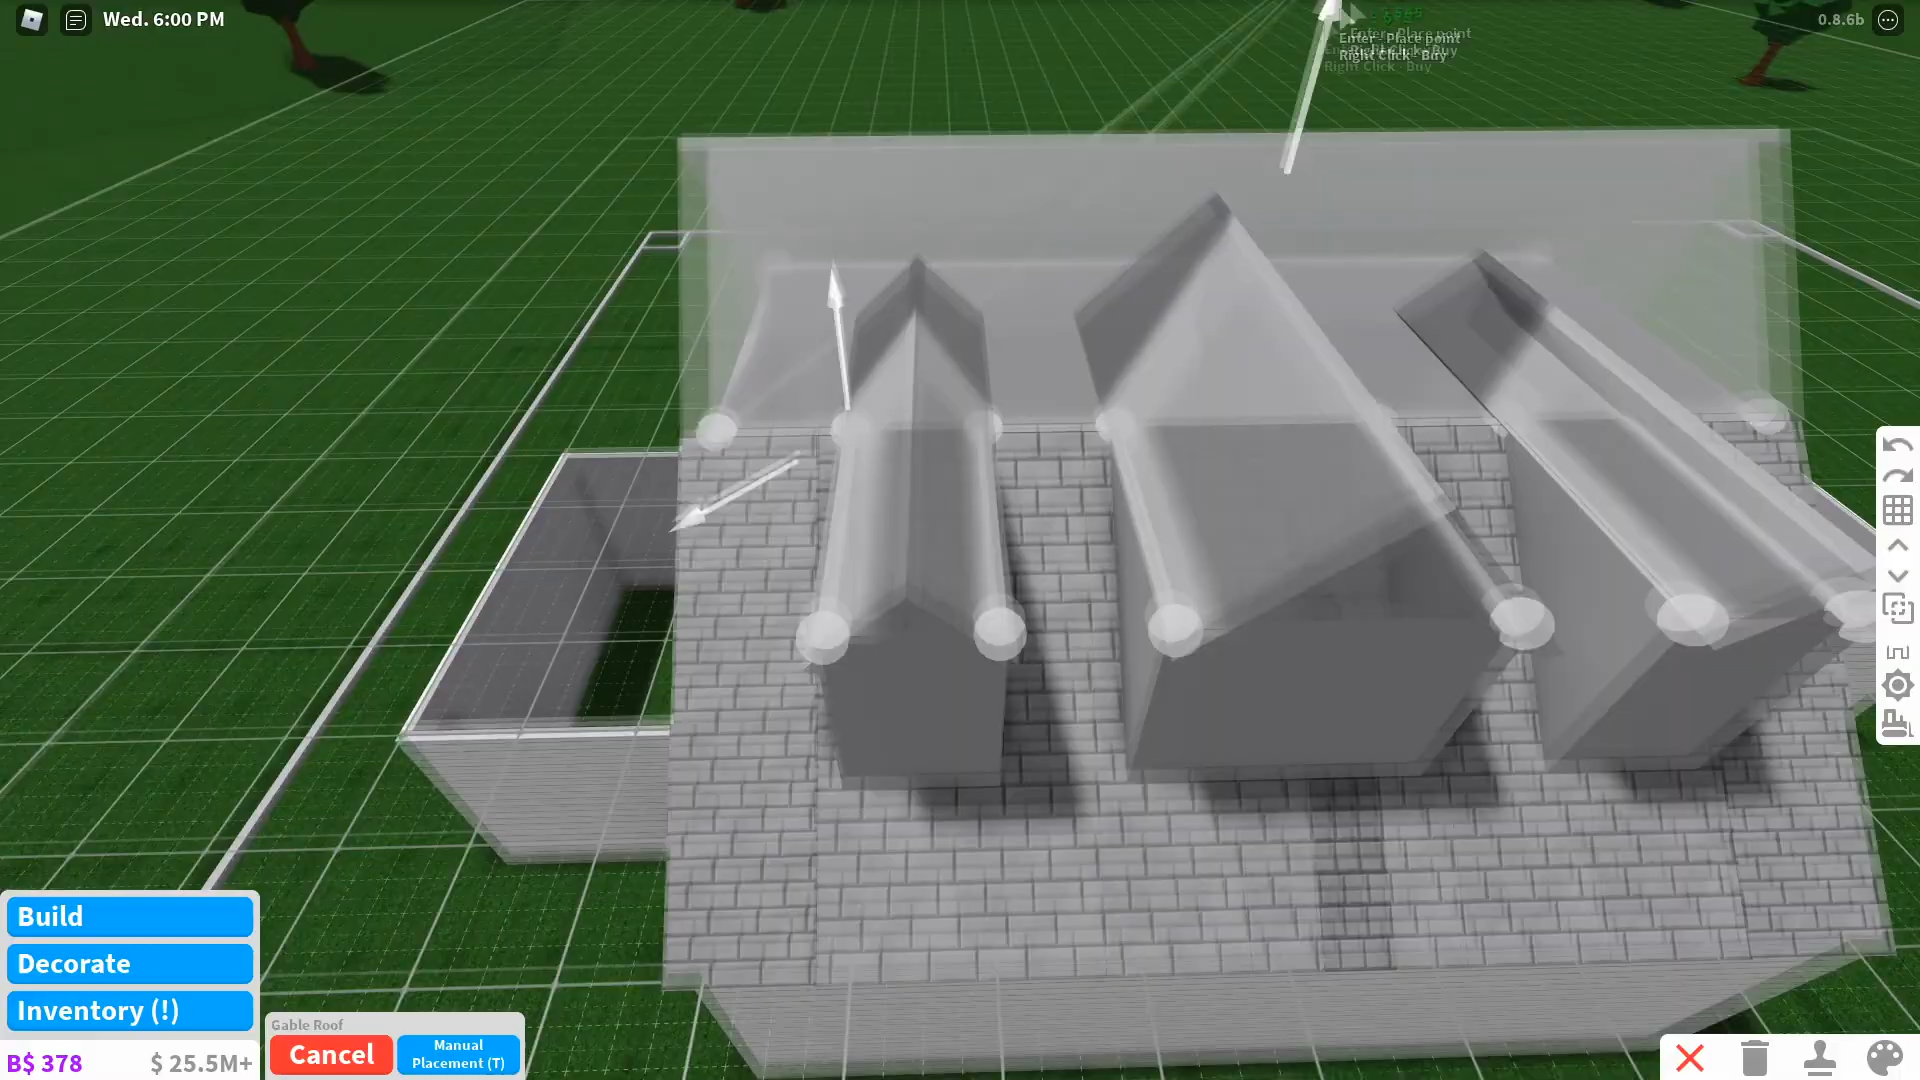 Wed. 6:00 PM
0.8.6b
Enter - Place point
Right Click - Buy
Build
Decorate
Inventory (!)
B$ 378
$ 25.5M+
Gable Roof
Cancel
Manual
Placement (T)